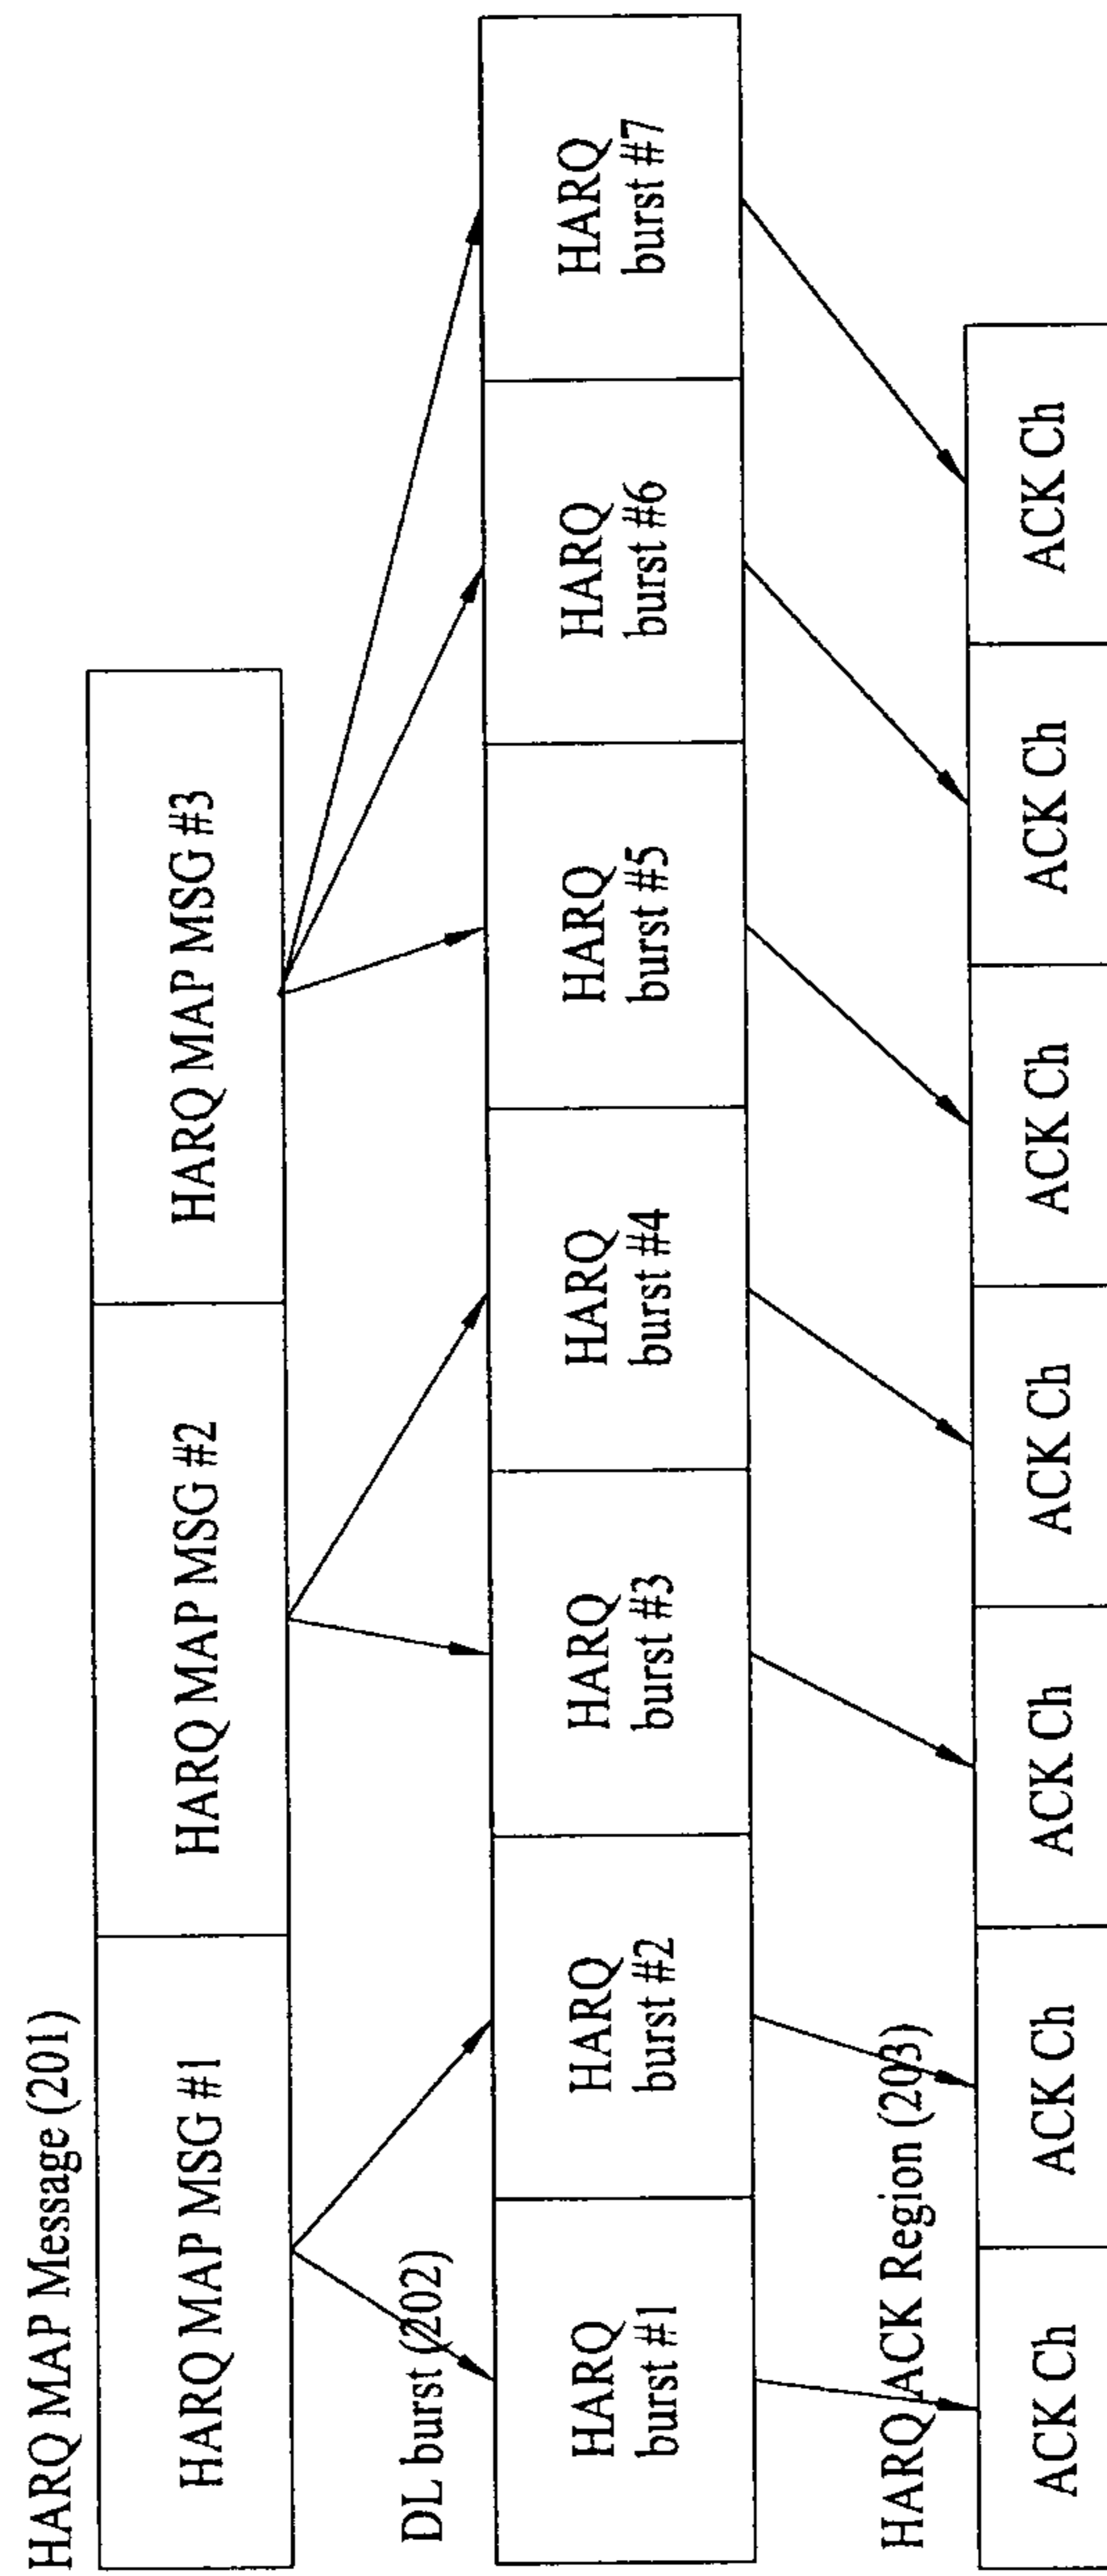 HARQ MAP Message (201)
HARQ MAP MSG #1
HARQ MAP MSG #2
HARQ MAP MSG #3
DL burst (202)
HARQ
burst #1
HARQ
burst #2
HARQ
burst #3
HARQ
burst #4
HARQ
burst #5
HARQ
burst #6
HARQ
burst #7
HARQ ACK Region (203)
ACK Ch
ACK Ch
ACK Ch
ACK Ch
ACK Ch
ACK Ch
ACK Ch